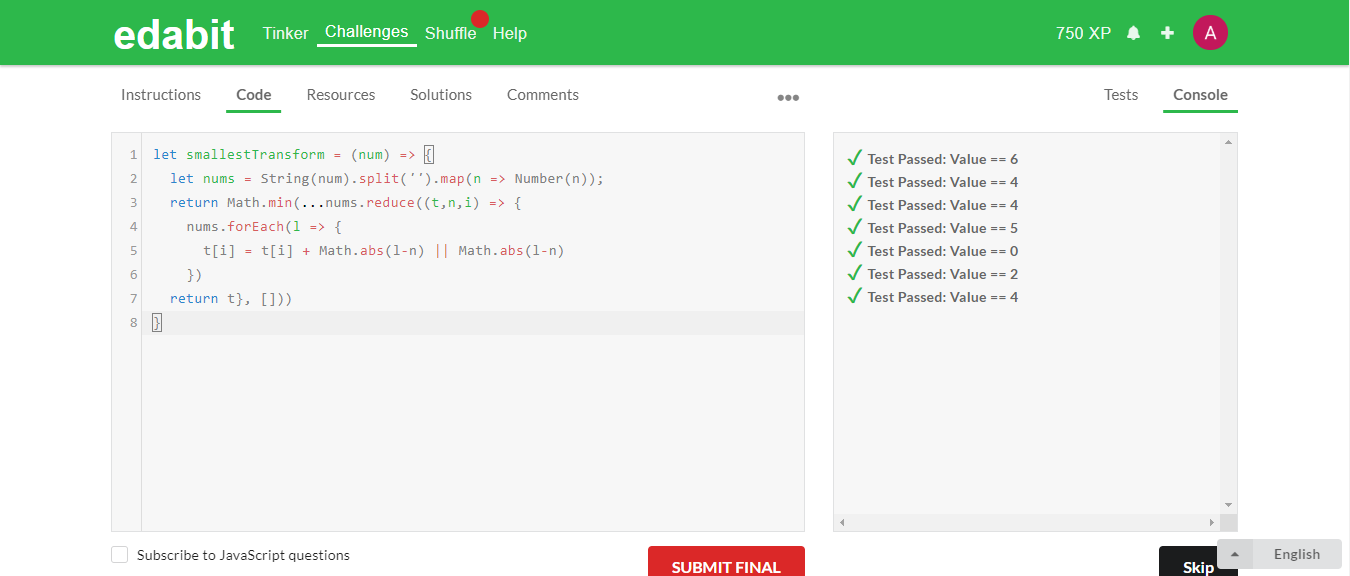 edabit Tinker Challenges Shuffle Help 750 XP A
Instructions Code Resources Solutions Comments ••• Tests Console
1 let smallestTransform = (num) => {
2 let nums = String(num).split('').map(n => Number(n));
3 return Math.min(...nums.reduce((t,n,i) => {
4 nums.forEach(l => {
5 t[i] = t[i] + Math.abs(l-n) || Math.abs(l-n)
6 })
7 return t}, []))
8 }
✓ Test Passed: Value == 6
✓ Test Passed: Value == 4
✓ Test Passed: Value == 4
✓ Test Passed: Value == 5
✓ Test Passed: Value == 0
✓ Test Passed: Value == 2
✓ Test Passed: Value == 4
Subscribe to JavaScript questions
SUBMIT FINAL
Skip
English